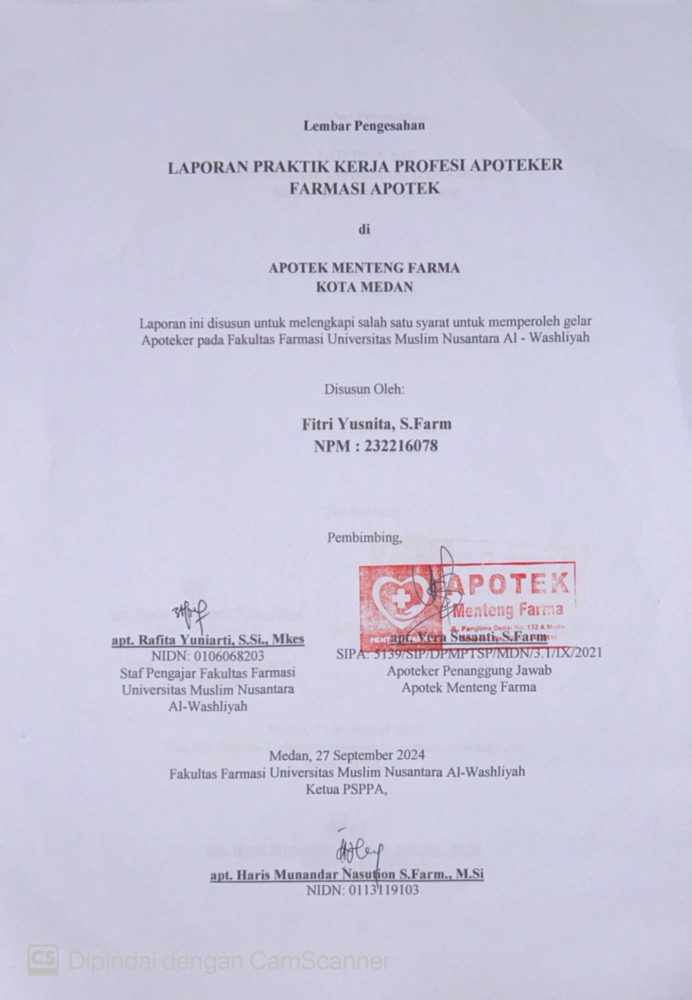 Lembar Pengesahan
LAPORAN PRAKTIK KERJA PROFESI APOTEKER
FARMASI APOTEK
di
APOTEK MENTENG FARMA
KOTA MEDAN
Laporan ini disusun untuk melengkapi salah satu syarat untuk memperoleh gelar
Apoteker pada Fakultas Farmasi Universitas Muslim Nusantara Al - Washliyah
Disusun Oleh:
Fitri Yusnita, S.Farm
NPM : 232216078
Pembimbing,
APOTEK
Menteng Farma
JL. Panglima Denai No. 132 A
apt. Rafita Yuniarti, S.Si., Mkes
NIDN: 0106068203
Staf Pengajar Fakultas Farmasi
Universitas Muslim Nusantara
Al-Washliyah
apt. Vera Susanti, S.Farm
SIPA: 5139/SIP/DPMPTSP/MDN/3.1/IX/2021
Apoteker Penanggung Jawab
Apotek Menteng Farma
Medan, 27 September 2024
Fakultas Farmasi Universitas Muslim Nusantara Al-Washliyah
Ketua PSPPA,
apt. Haris Munandar Nasution S.Farm., M.Si
NIDN: 0113119103
CS Dipindai dengan CamScanner